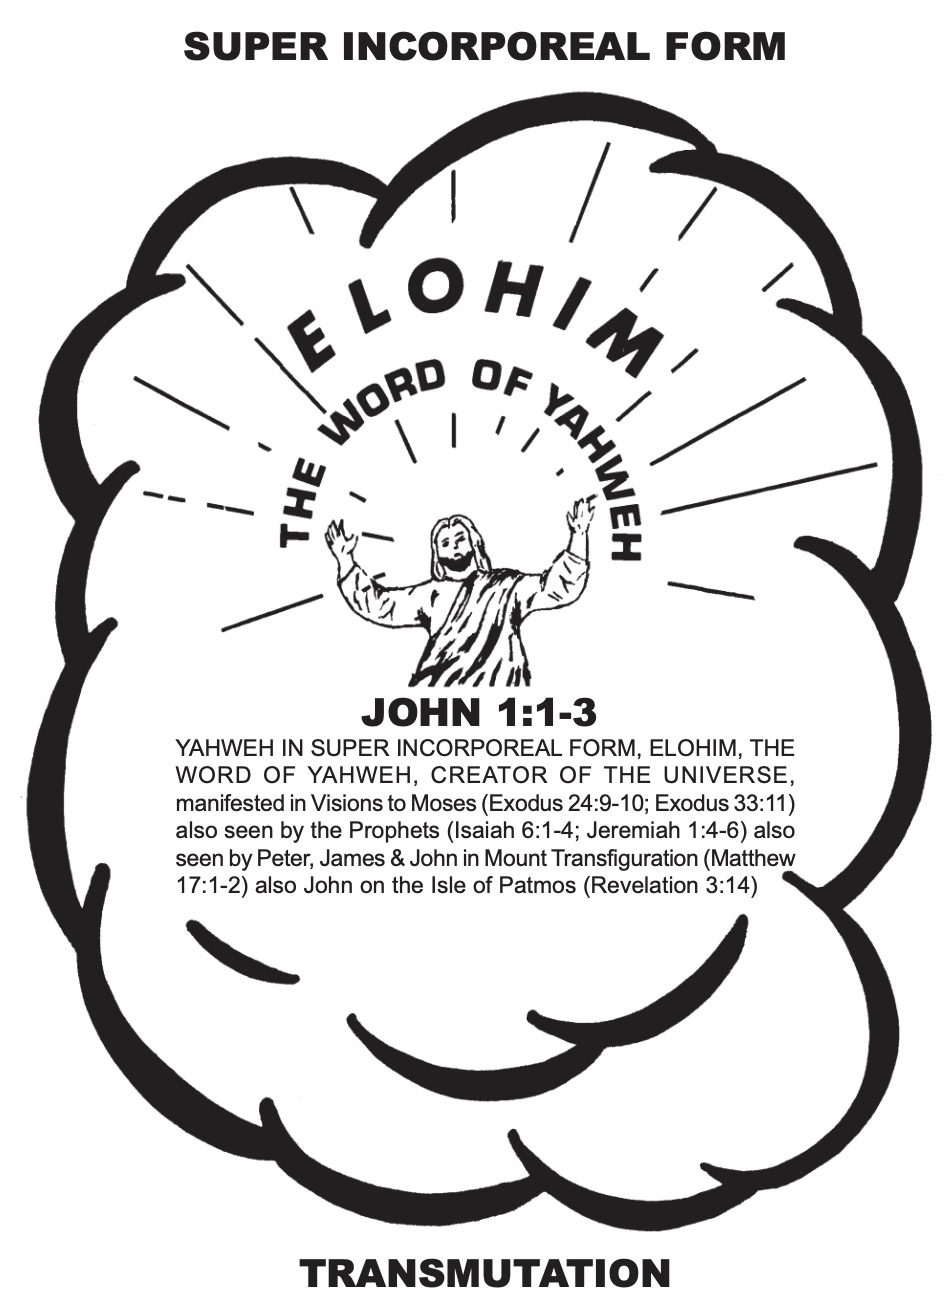 SUPER INCORPOREAL FORM
ELOHIM
THE WORD OF YAHWEH
JOHN 1:1-3
YAHWEH IN SUPER INCORPOREAL FORM, ELOHIM, THE
WORD OF YAHWEH, CREATOR OF THE UNIVERSE,
manifested in Visions to Moses (Exodus 24:9-10; Exodus 33:11)
also seen by the Prophets (Isaiah 6:1-4; Jeremiah 1:4-6) also
seen by Peter, James & John in Mount Transfiguration (Matthew
17:1-2) also John on the Isle of Patmos (Revelation 3:14)
TRANSMUTATION